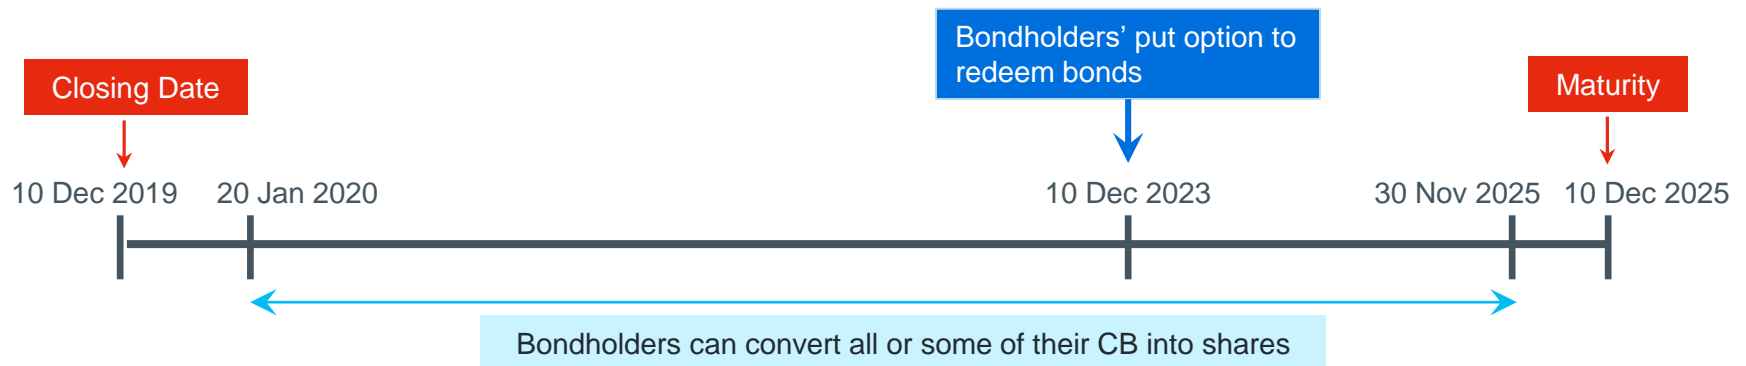 Bondholders’ put option to
redeem bonds
Closing Date
Maturity
10 Dec 2019
20 Jan 2020
10 Dec 2023
30 Nov 2025
10 Dec 2025
Bondholders can convert all or some of their CB into shares